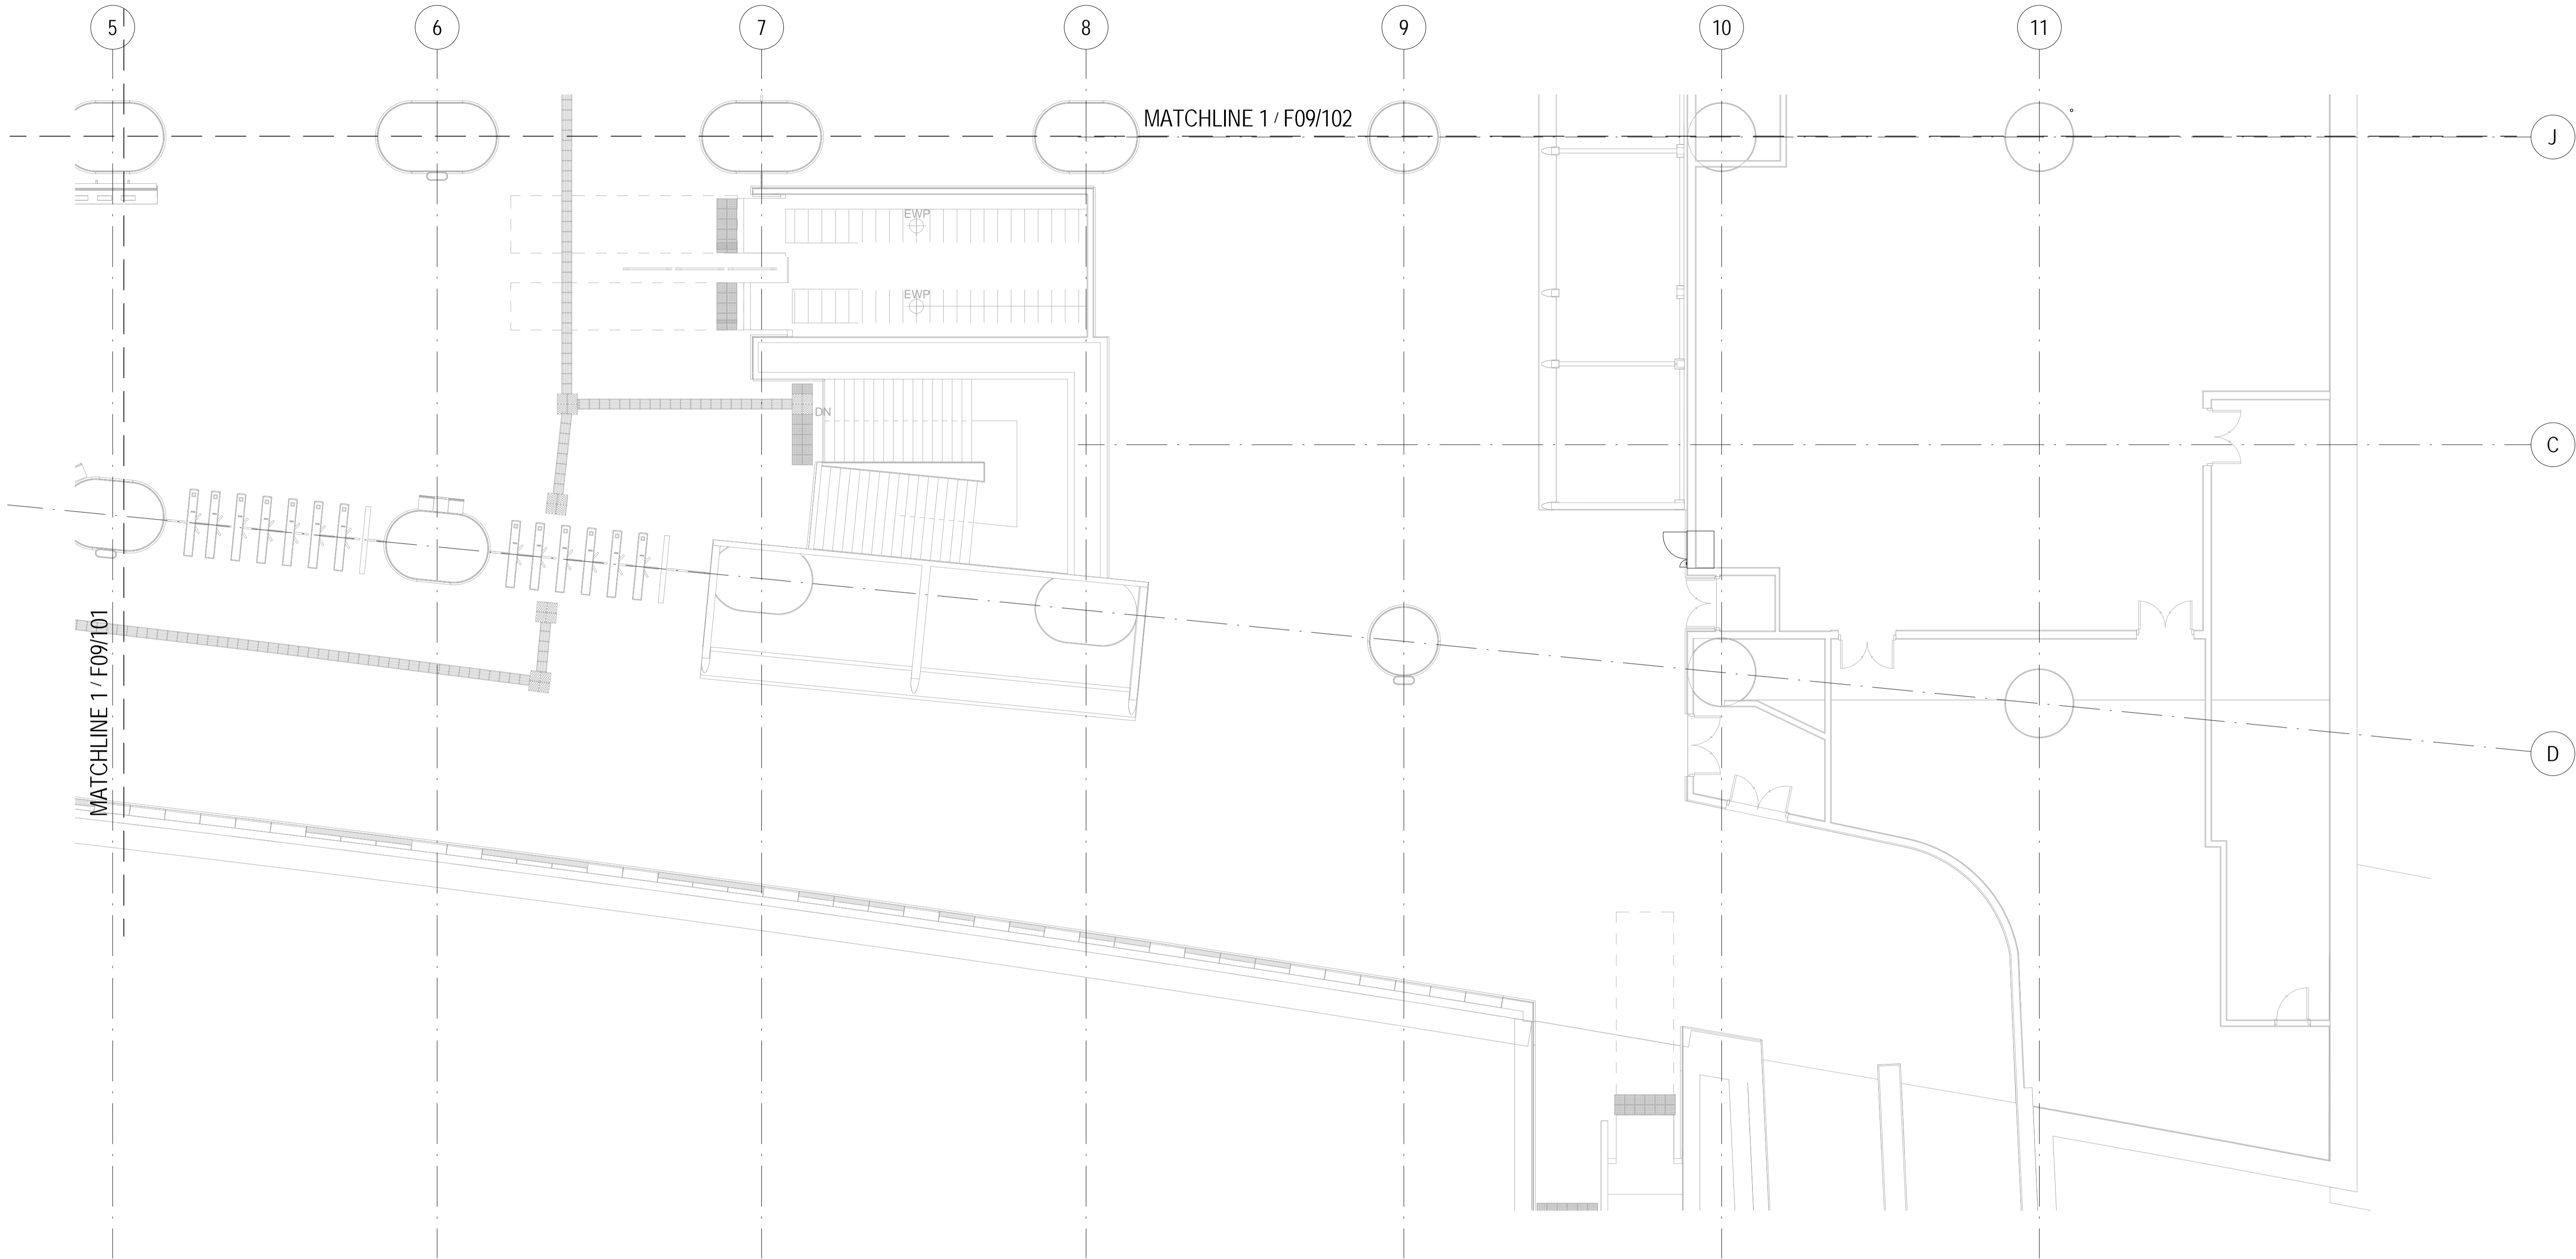 5
6
7
8
9
10
11
MATCHLINE 1 / F09/102
J
EWP
EWP
DN
C
MATCHLINE 1 / F09/101
D